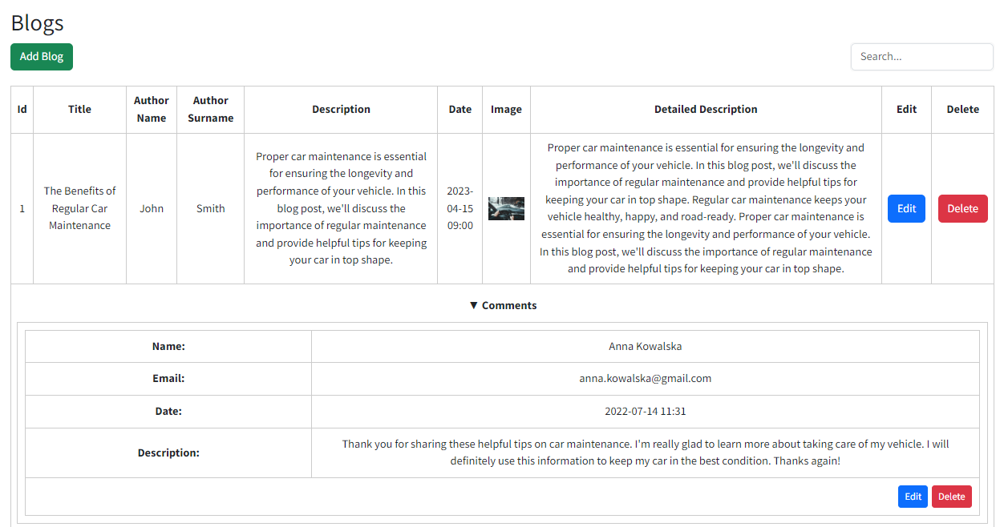 Blogs
Add Blog
Search...
Id
Title
Author
Name
Author
Surname
Description
Date
Image
Detailed Description
Edit
Delete
1
The Benefits of
Regular Car
Maintenance
John
Smith
Proper car maintenance is essential
for ensuring the longevity and
performance of your vehicle. In this
blog post, we'll discuss the
importance of regular maintenance
and provide helpful tips for keeping
your car in top shape.
2023-
04-15
09:00
Proper car maintenance is essential for ensuring the longevity and
performance of your vehicle. In this blog post, we'll discuss the
importance of regular maintenance and provide helpful tips for
keeping your car in top shape. Regular car maintenance keeps your
vehicle healthy, happy, and road-ready. Proper car maintenance is
essential for ensuring the longevity and performance of your vehicle.
In this blog post, we'll discuss the importance of regular maintenance
and provide helpful tips for keeping your car in top shape.
Edit
Delete
▼ Comments
Name:
Anna Kowalska
Email:
anna.kowalska@gmail.com
Date:
2022-07-14 11:31
Description:
Thank you for sharing these helpful tips on car maintenance. I'm really glad to learn more about taking care of my vehicle. I will
definitely use this information to keep my car in the best condition. Thanks again!
Edit
Delete